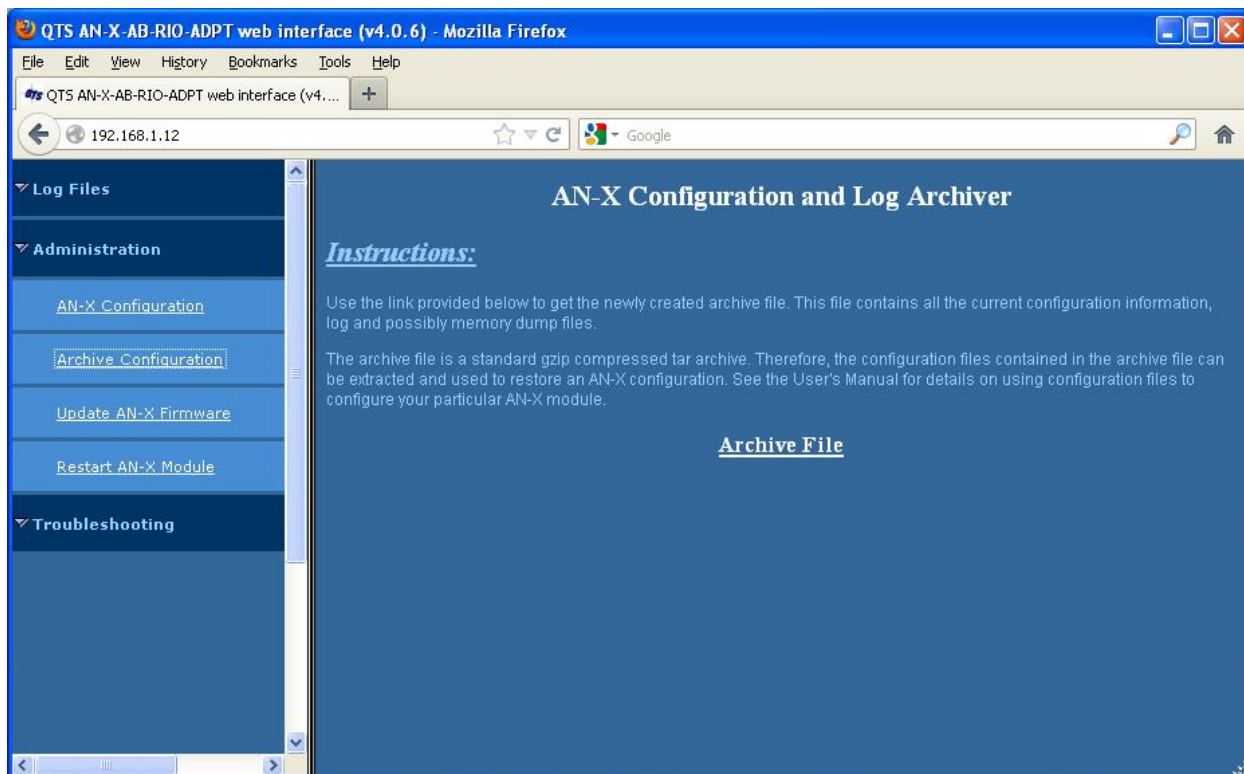 QTS AN-X-AB-RIO-ADPT web interface (v4.0.6) - Mozilla Firefox
File Edit View History Bookmarks Tools Help
QTS QTS AN-X-AB-RIO-ADPT web interface (v4.... +
192.168.1.12 Google
Log Files
Administration
AN-X Configuration
Archive Configuration
Update AN-X Firmware
Restart AN-X Module
Troubleshooting
AN-X Configuration and Log Archiver
Instructions:
Use the link provided below to get the newly created archive file. This file contains all the current configuration information,
log and possibly memory dump files.
The archive file is a standard gzip compressed tar archive. Therefore, the configuration files contained in the archive file can
be extracted and used to restore an AN-X configuration. See the User's Manual for details on using configuration files to
configure your particular AN-X module.
Archive File